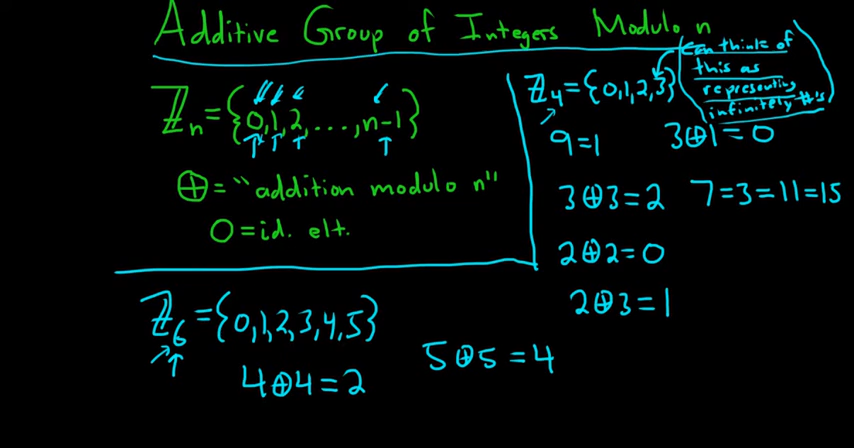 Additive Group of Integers Modulo n
ℤₙ = {0, 1, 2, ..., n-1}
⊕ = "addition modulo n"
0 = id. elt.
ℤ₄ = {0, 1, 2, 3}
(can think of
this as
representing
infinitely #'s)
9 = 1
3 ⊕ 1 = 0
3 ⊕ 3 = 2
7 = 3 = 11 = 15
2 ⊕ 2 = 0
2 ⊕ 3 = 1
ℤ₆ = {0, 1, 2, 3, 4, 5}
4 ⊕ 4 = 2
5 ⊕ 5 = 4